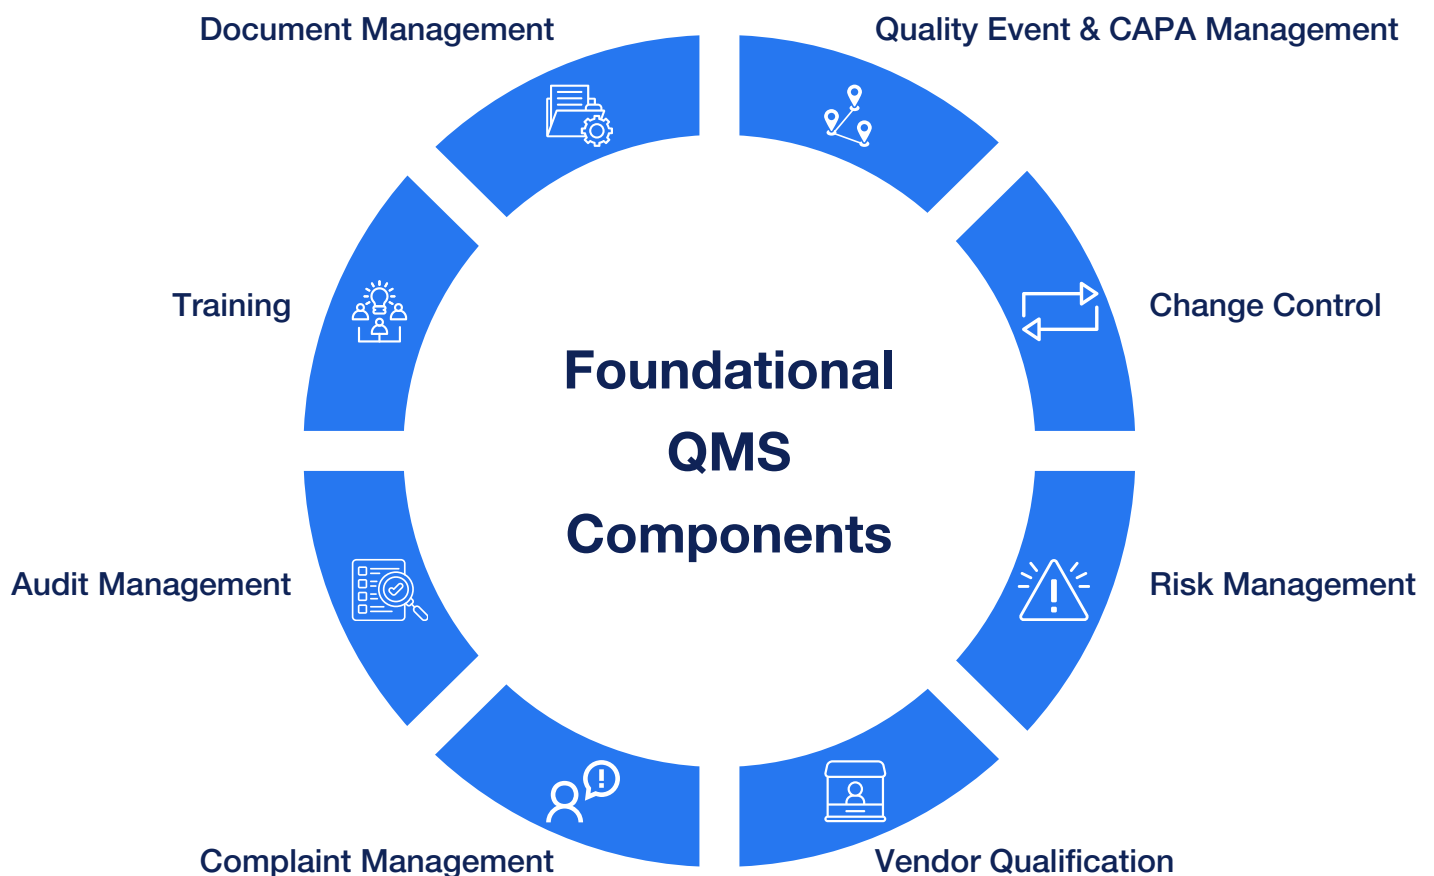 Document Management
Quality Event & CAPA Management
Training
Change Control
Foundational
QMS
Components
Audit Management
Risk Management
Complaint Management
Vendor Qualification